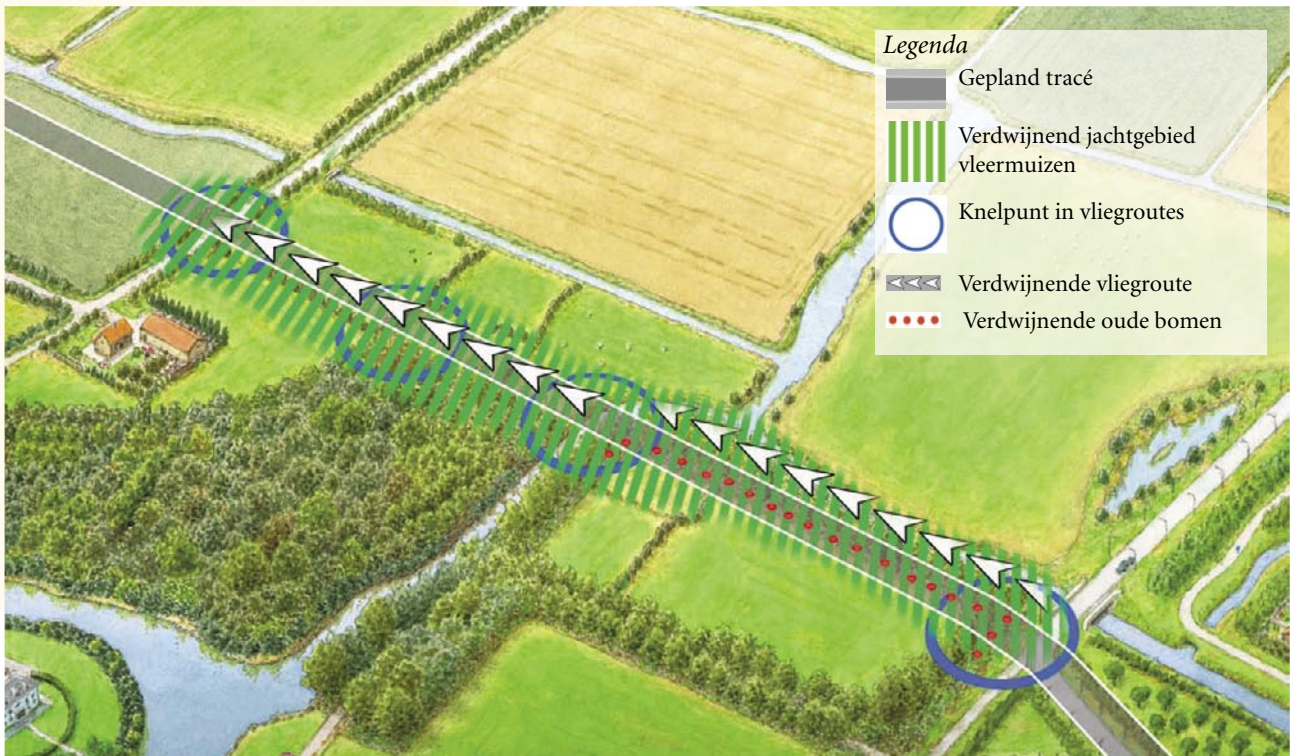 Legenda
Gepland tracé
Verdwijnend jachtgebied
vleermuizen
Knelpunt in vliegroutes
Verdwijnende vliegroute
Verdwijnende oude bomen